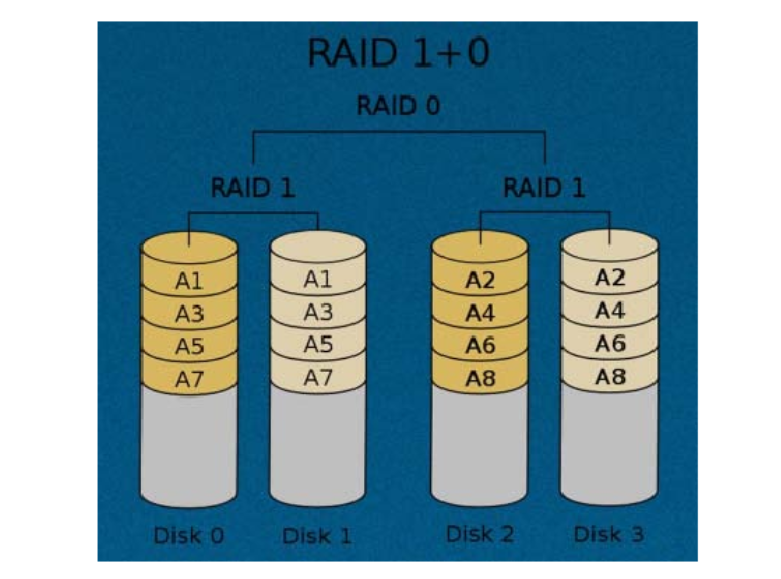 RAID 1+0
RAID 0
RAID 1 RAID 1
A1 A1 A2 A2
A3 A3 A4 A4
A5 A5 A6 A6
A7 A7 A8 A8
Disk 0 Disk 1 Disk 2 Disk 3